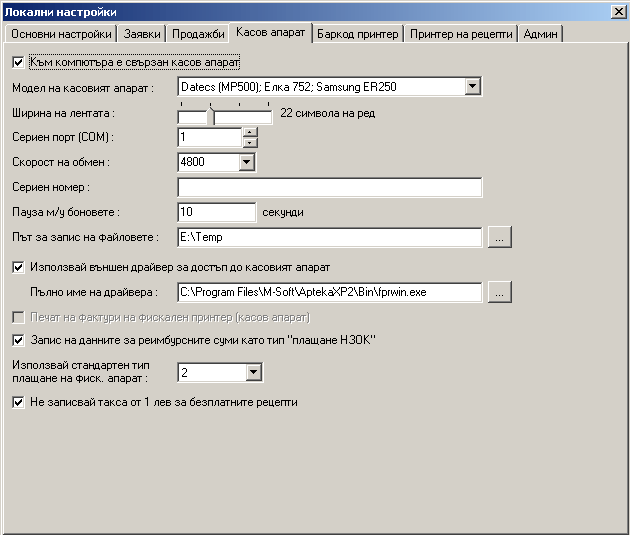 Локални настройки
Основни настройки Заявки Продажби Касов апарат Баркод принтер Принтер на рецепти Админ
Към компютъра е свързан касов апарат
Модел на касовият апарат : Datecs (MP500); Елка 752; Samsung ER250
Ширина на лентата : 22 символа на ред
Сериен порт (COM) : 1
Скорост на обмен : 4800
Сериен номер :
Пауза м/у боновете : 10 секунди
Път за запис на файловете : E:\Temp ...
Използвай външен драйвер за достъп до касовият апарат
Пълно име на драйвера : C:\Program Files\M-Soft\AptekaXP2\Bin\fprwin.exe ...
Печат на фактури на фискален принтер (касов апарат)
Запис на данните за реимбурсните суми като тип "плащане НЗОК"
Използвай стандартен тип
плащане на фиск. апарат : 2
Не записвай такса от 1 лев за безплатните рецепти